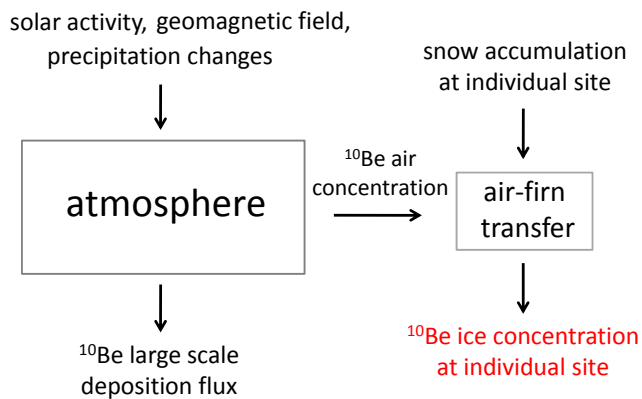 solar activity, geomagnetic field,
precipitation changes
snow accumulation
at individual site
atmosphere
¹⁰Be air
concentration
air-firn
transfer
¹⁰Be large scale
deposition flux
¹⁰Be ice concentration
at individual site